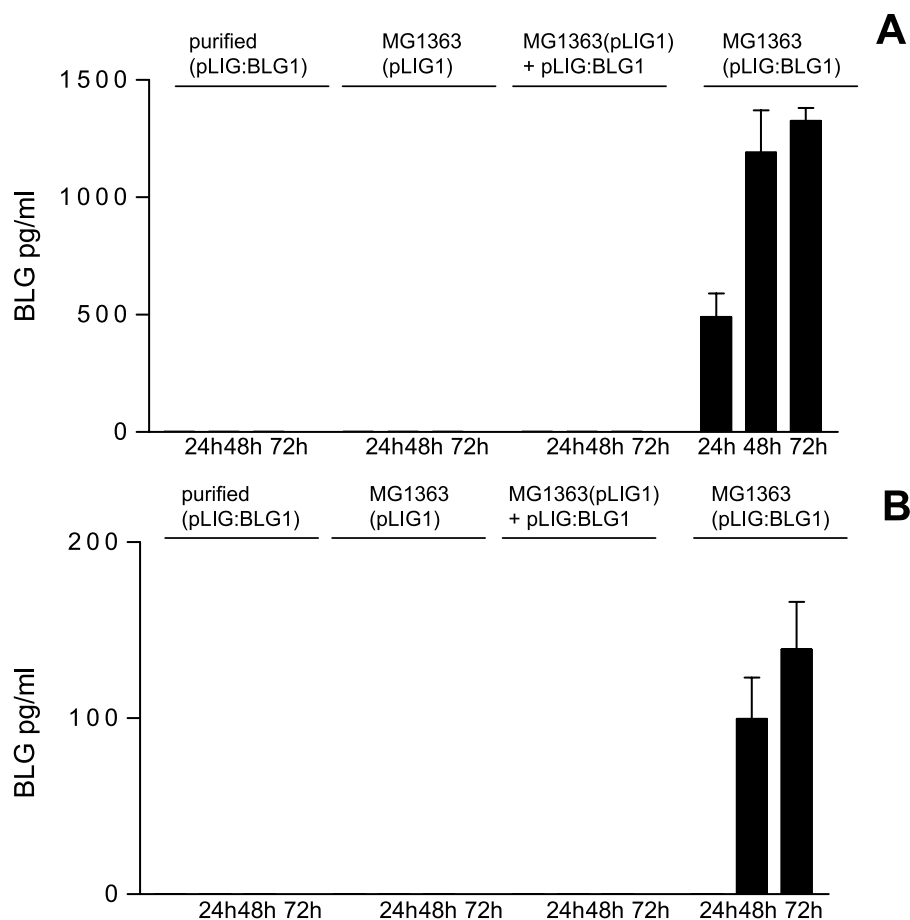 A
purified
(pLIG:BLG1)
MG1363
(pLIG1)
MG1363(pLIG1)
+ pLIG:BLG1
MG1363
(pLIG:BLG1)
BLG pg/ml
1500
1000
500
0
24h48h 72h
24h48h 72h
24h48h 72h
24h 48h 72h
B
purified
(pLIG:BLG1)
MG1363
(pLIG1)
MG1363(pLIG1)
+ pLIG:BLG1
MG1363
(pLIG:BLG1)
BLG pg/ml
200
100
0
24h48h 72h
24h48h 72h
24h48h 72h
24h48h 72h